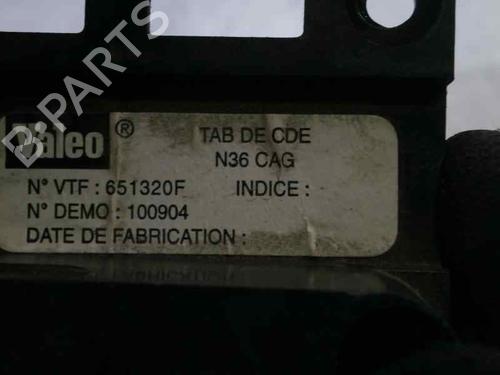 B-PARTS
Valeo ®
TAB DE CDE
N36 CAG
N° VTF : 651320F INDICE : -
N° DEMO : 100904
DATE DE FABRICATION :